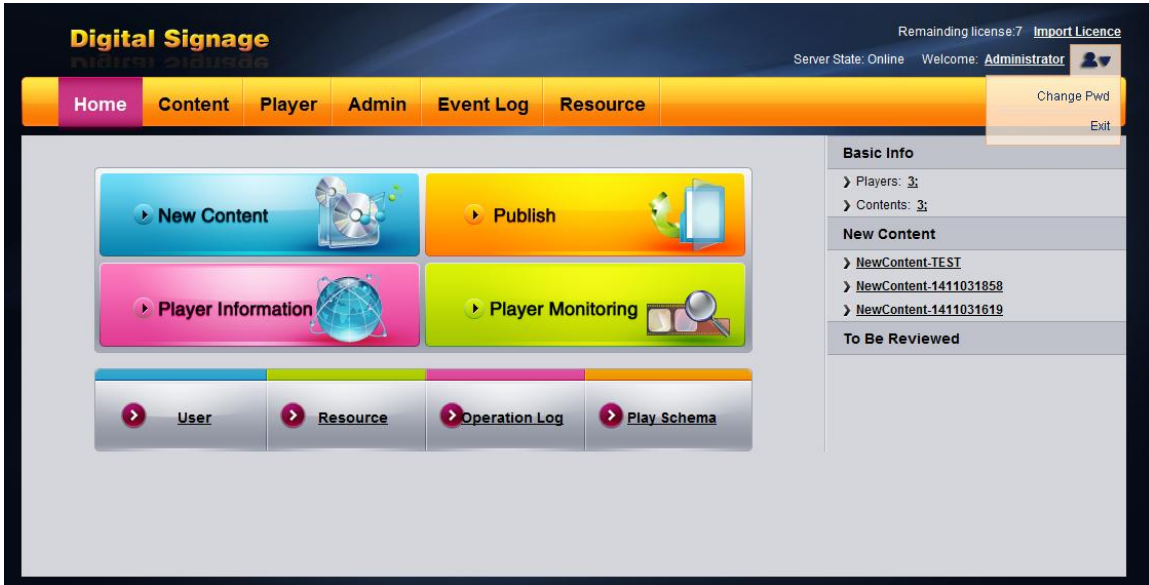 Digital Signage
Remainding license:7 Import Licence
Server State: Online Welcome: Administrator
Change Pwd
Exit
Home Content Player Admin Event Log Resource
New Content
Publish
Player Information
Player Monitoring
User
Resource
Operation Log
Play Schema
Basic Info
Players: 3;
Contents: 3;
New Content
NewContent-TEST
NewContent-1411031858
NewContent-1411031619
To Be Reviewed